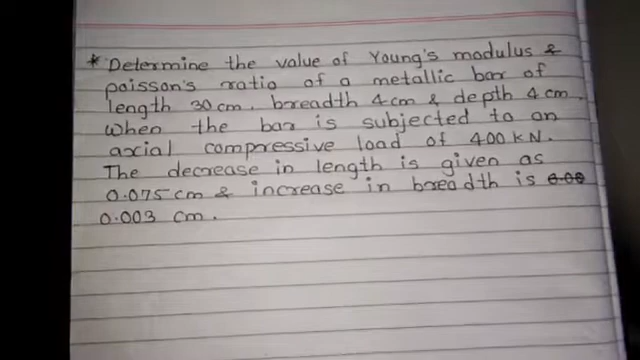 * Determine the value of Young's modulus &
poisson's ratio of a metallic bar of
length 30 cm, breadth 4 cm & depth 4 cm.
When the bar is subjected to an
axial compressive load of 400 KN.
The decrease in length is given as
0.075 cm & increase in breadth is 0.00
0.003 cm.